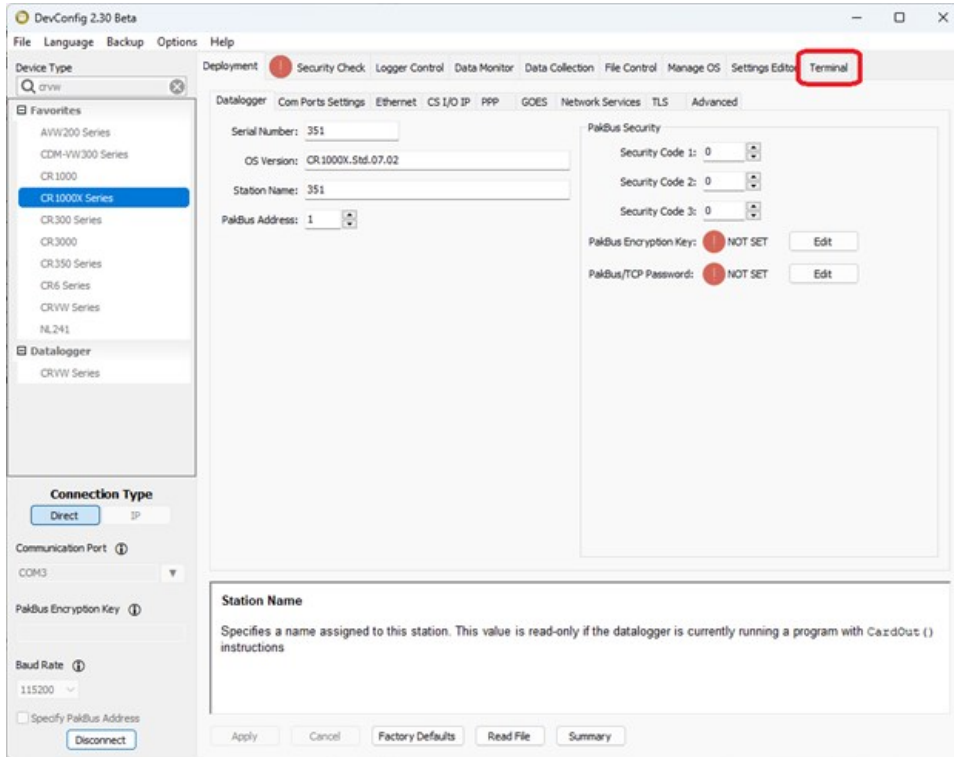 DevConfig 2.30 Beta
File Language Backup Options Help
Device Type
crvw
Favorites
AVW200 Series
CDM-VW300 Series
CR1000
CR1000X Series
CR300 Series
CR3000
CR350 Series
CR6 Series
CRVW Series
NL241
Datalogger
CRVW Series
Connection Type
Direct IP
Communication Port
COM3
PakBus Encryption Key
Baud Rate
115200
Specify PakBus Address
Disconnect
Deployment Security Check Logger Control Data Monitor Data Collection File Control Manage OS Settings Editor Terminal
Datalogger Com Ports Settings Ethernet CS I/O IP PPP GOES Network Services TLS Advanced
Serial Number: 351
OS Version: CR1000X.Std.07.02
Station Name: 351
PakBus Address: 1
PakBus Security
Security Code 1: 0
Security Code 2: 0
Security Code 3: 0
PakBus Encryption Key: ! NOT SET Edit
PakBus/TCP Password: ! NOT SET Edit
Station Name
Specifies a name assigned to this station. This value is read-only if the datalogger is currently running a program with CardOut()
instructions
Apply Cancel Factory Defaults Read File Summary